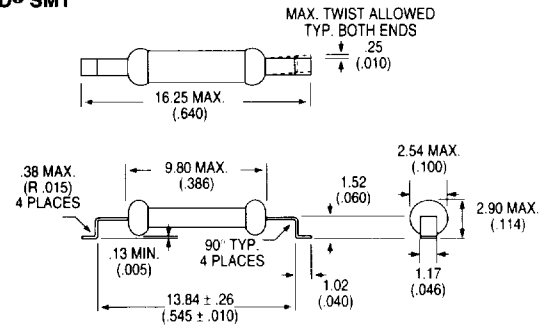 D® SMT
MAX. TWIST ALLOWED
TYP. BOTH ENDS
.25
(.010)
16.25 MAX.
(.640)
.38 MAX.
(R .015)
4 PLACES
9.80 MAX.
(.386)
1.52
(.060)
2.54 MAX.
(.100)
2.90 MAX.
(.114)
.13 MIN.
(.005)
90° TYP.
4 PLACES
1.02
(.040)
1.17
(.046)
13.84 ± .26
(.545 ± .010)